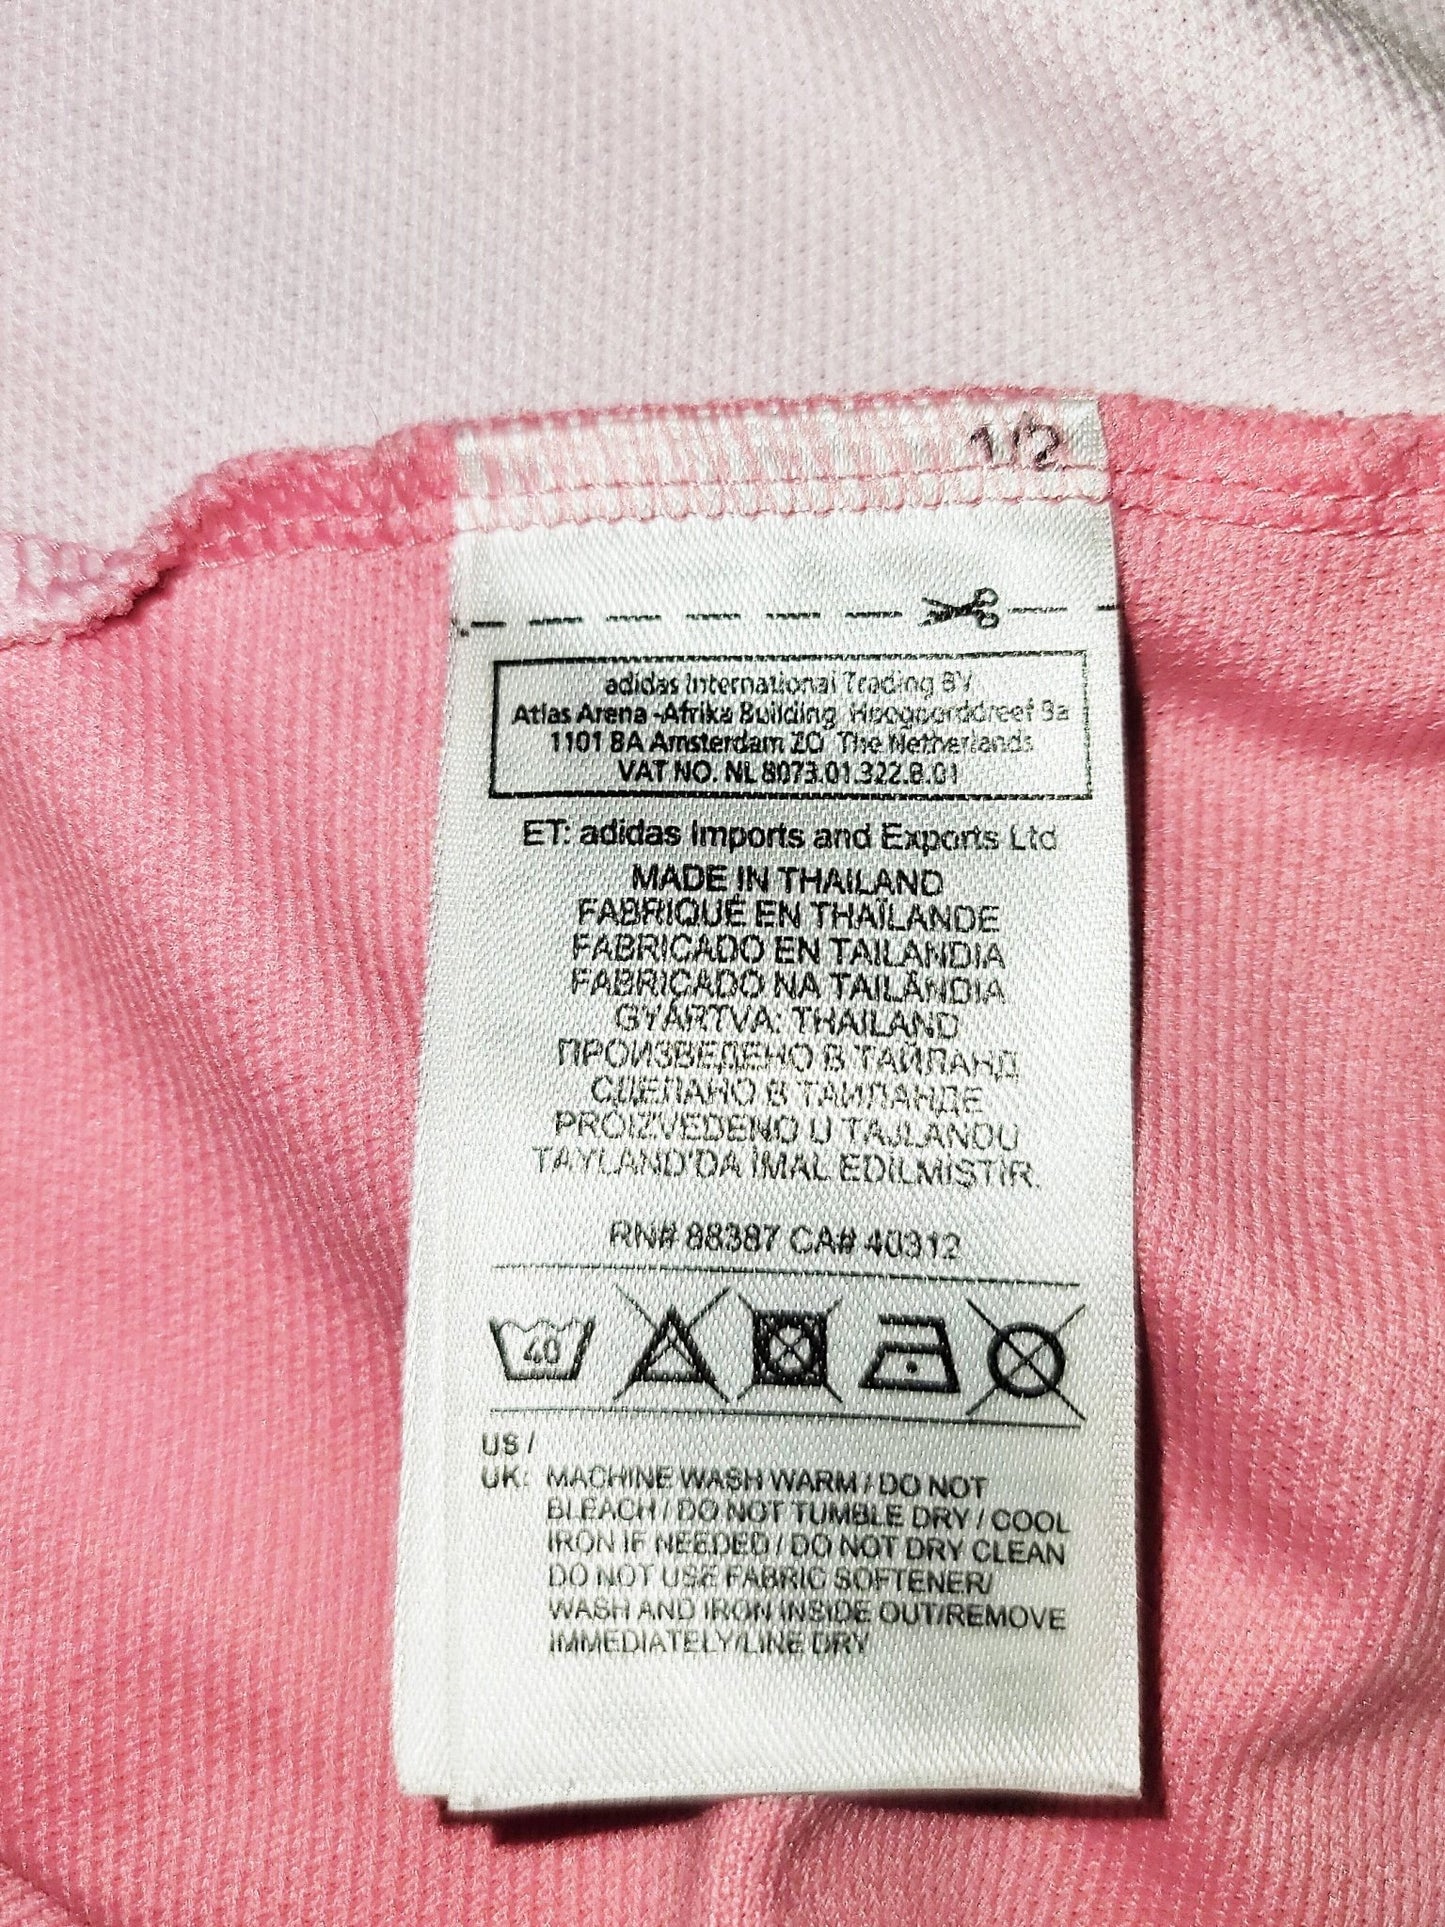 1/2
adidas International Trading BV
Atlas Arena -Afrika Building, Hoogoorddreef 9a
1101 BA Amsterdam ZO The Netherlands
VAT NO. NL 8073.01.322.B.01
ET: adidas Imports and Exports Ltd
MADE IN THAILAND
FABRIQUÉ EN THAÏLANDE
FABRICADO EN TAILANDIA
FABRICADO NA TAILÂNDIA
GYÁRTVA: THAILAND
ПРОИЗВЕДЕНО В ТАЙЛАНД
СДЕЛАНО В ТАИЛАНДЕ
PROIZVEDENO U TAJLANDU
TAYLAND'DA İMAL EDİLMİŞTİR.
RN# 88387 CA# 40312
40
US /
UK: MACHINE WASH WARM / DO NOT
BLEACH / DO NOT TUMBLE DRY / COOL
IRON IF NEEDED / DO NOT DRY CLEAN
DO NOT USE FABRIC SOFTENER/
WASH AND IRON INSIDE OUT/REMOVE
IMMEDIATELY/LINE DRY